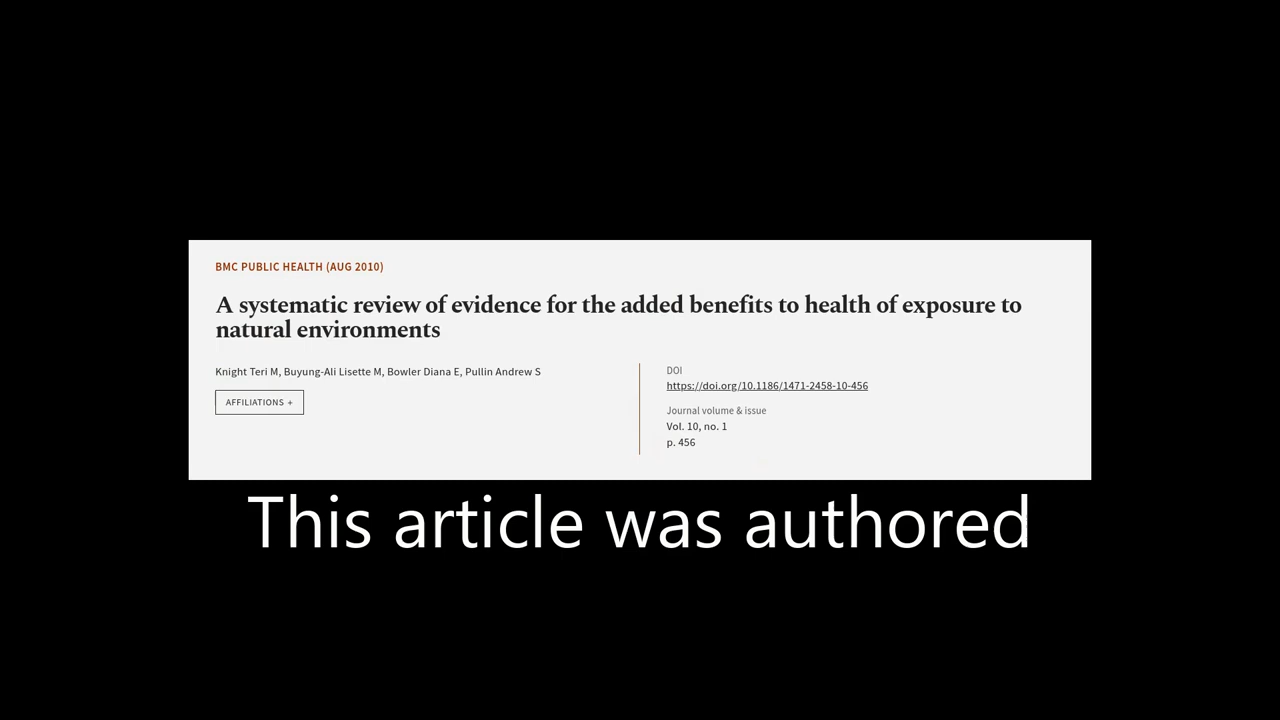 BMC PUBLIC HEALTH (AUG 2010)
A systematic review of evidence for the added benefits to health of exposure to
natural environments
Knight Teri M, Buyung-Ali Lisette M, Bowler Diana E, Pullin Andrew S
AFFILIATIONS +
DOI
https://doi.org/10.1186/1471-2458-10-456
Journal volume & issue
Vol. 10, no. 1
p. 456
This article was authored